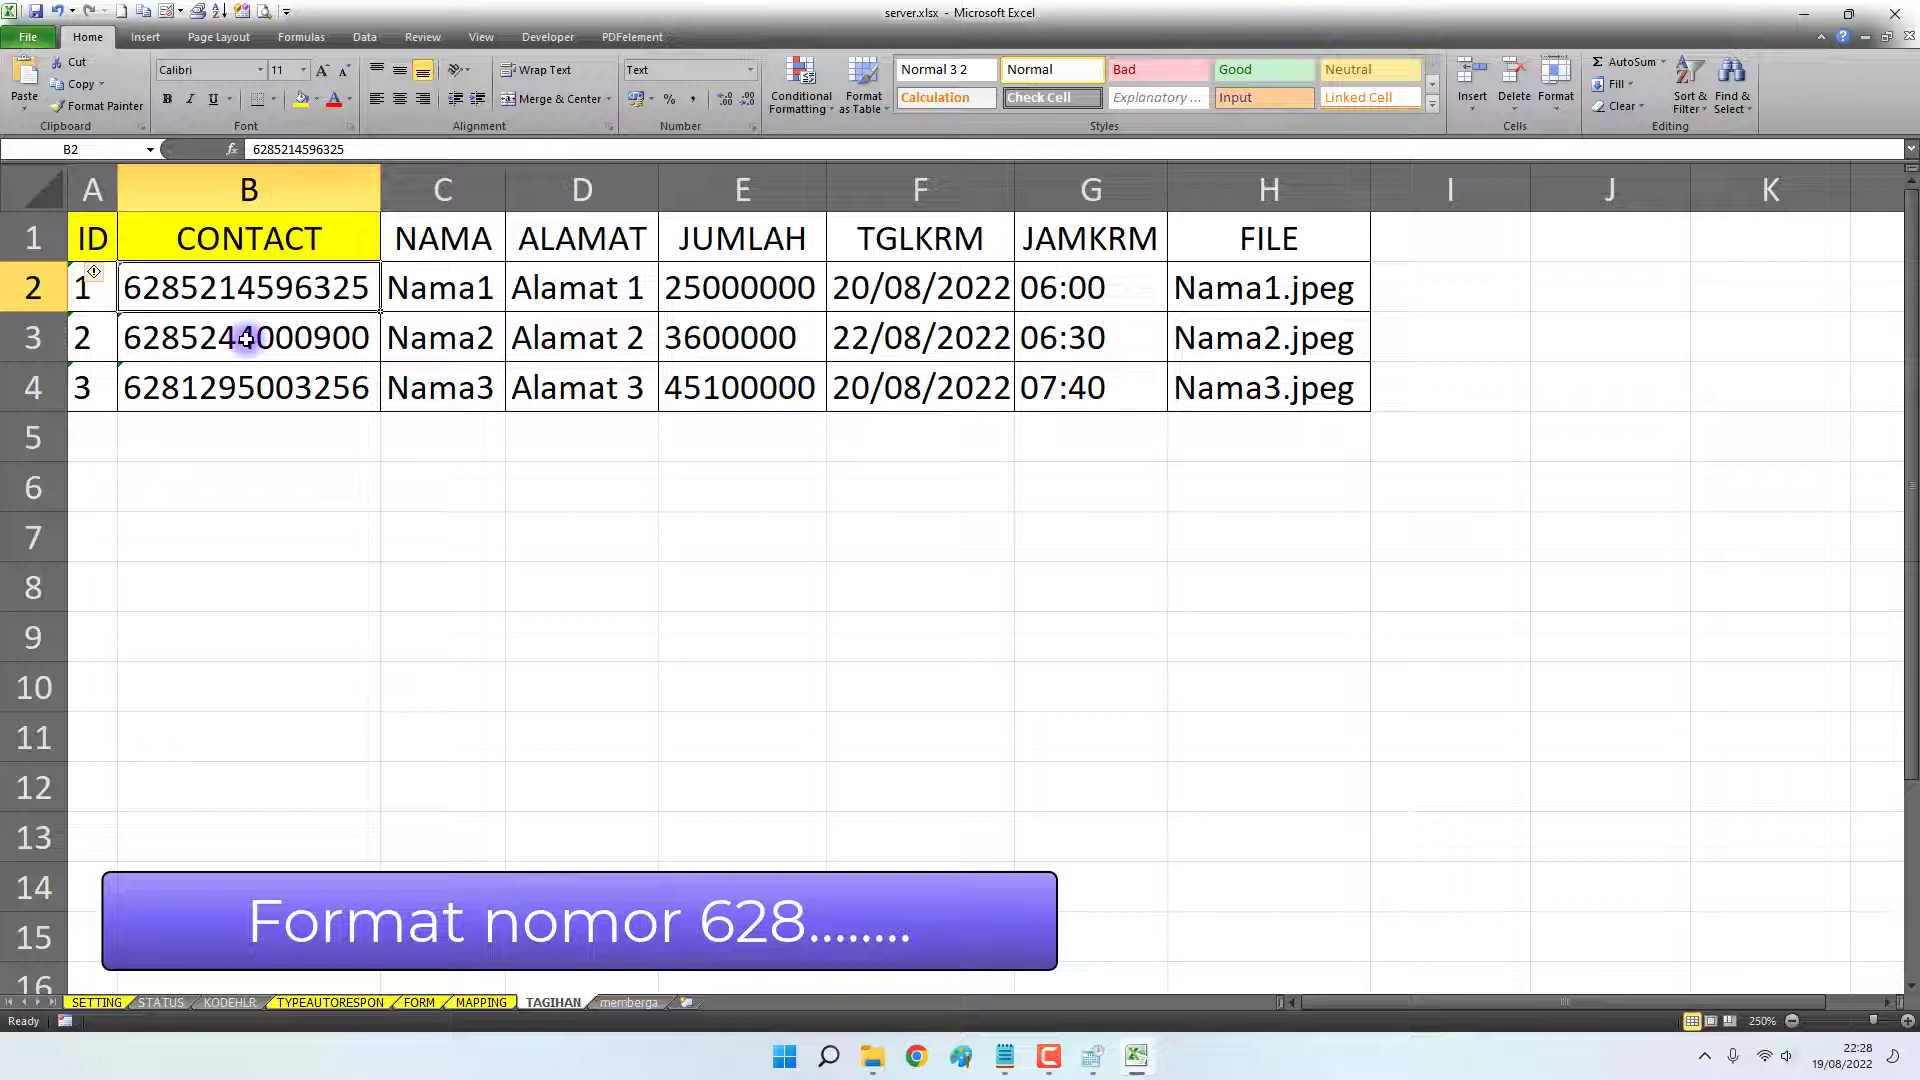 server.xlsx - Microsoft Excel
File Home Insert Page Layout Formulas Data Review View Developer PDFelement
Paste
Cut
Copy
Format Painter
Clipboard
Calibri 11
B I U
Font
Wrap Text
Merge & Center
Alignment
Text
%
Number
Conditional Formatting
Format as Table
Normal 3 2 Normal Bad Good Neutral
Calculation Check Cell Explanatory ... Input Linked Cell
Styles
Insert Delete Format
Cells
AutoSum
Fill
Clear
Sort & Filter
Find & Select
Editing
B2 fx 6285214596325
A B C D E F G H I J K
1 ID CONTACT NAMA ALAMAT JUMLAH TGLKRM JAMKRM FILE
2 1 6285214596325 Nama1 Alamat 1 25000000 20/08/2022 06:00 Nama1.jpeg
3 2 6285244000900 Nama2 Alamat 2 3600000 22/08/2022 06:30 Nama2.jpeg
4 3 6281295003256 Nama3 Alamat 3 45100000 20/08/2022 07:40 Nama3.jpeg
5
6
7
8
9
10
11
12
13
14
15
16
Format nomor 628........
SETTING STATUS KODEHLR TYPEAUTORESPON FORM MAPPING TAGIHAN memberga
Ready 250%
22:28
19/08/2022